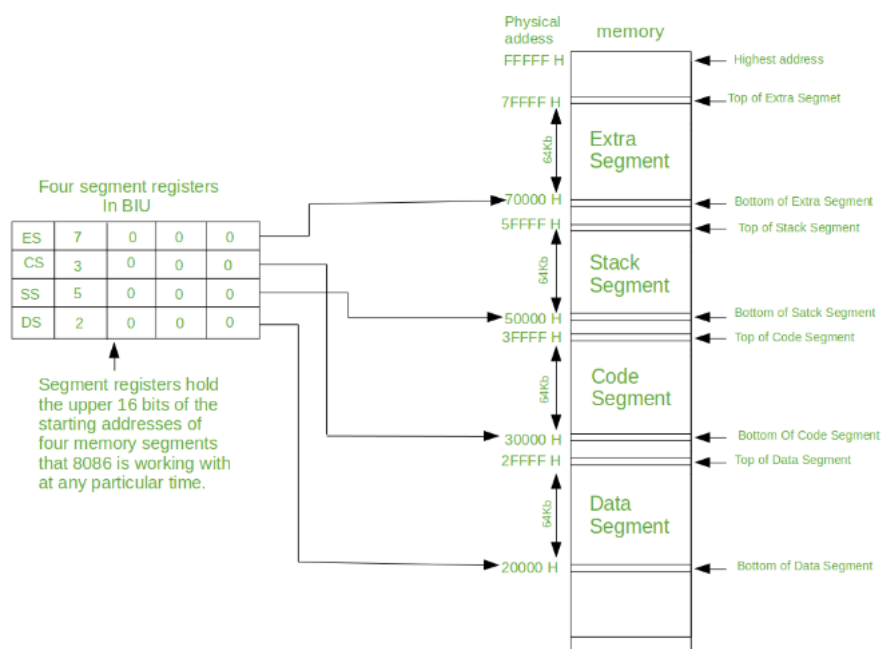 Physical
addess
memory
FFFFF H
Highest address
7FFFF H
Top of Extra Segmet
64Kb
Extra
Segment
Four segment registers
In BIU
70000 H
Bottom of Extra Segment
5FFFF H
Top of Stack Segment
ES 7 0 0 0
CS 3 0 0 0
SS 5 0 0 0
DS 2 0 0 0
64Kb
Stack
Segment
50000 H
Bottom of Satck Segment
3FFFF H
Top of Code Segment
Segment registers hold
the upper 16 bits of the
starting addresses of
four memory segments
that 8086 is working with
at any particular time.
64Kb
Code
Segment
30000 H
Bottom Of Code Segment
2FFFF H
Top of Data Segment
64Kb
Data
Segment
20000 H
Bottom of Data Segment